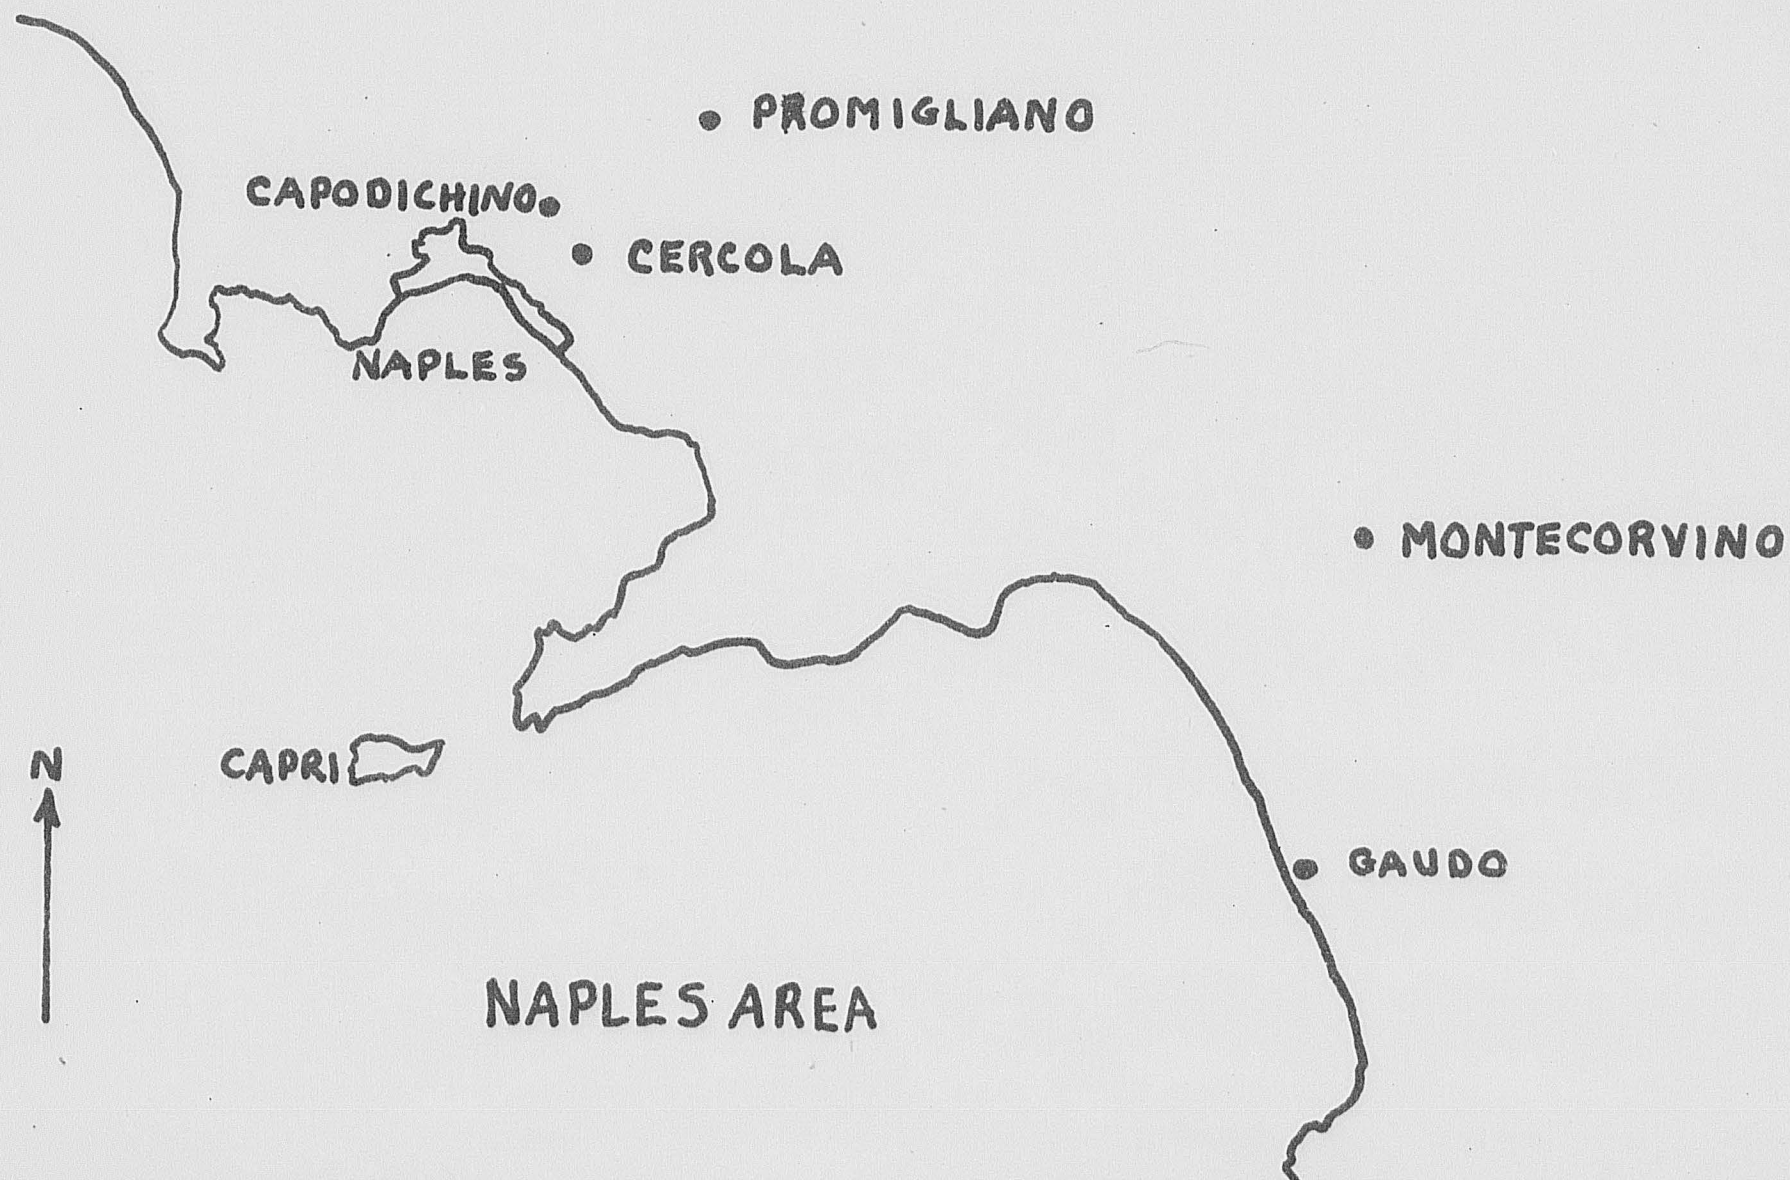 PROMIGLIANO
CAPODICHINO
CERCOLA
NAPLES
MONTECORVINO
N
CAPRI
GAUDO
NAPLES AREA